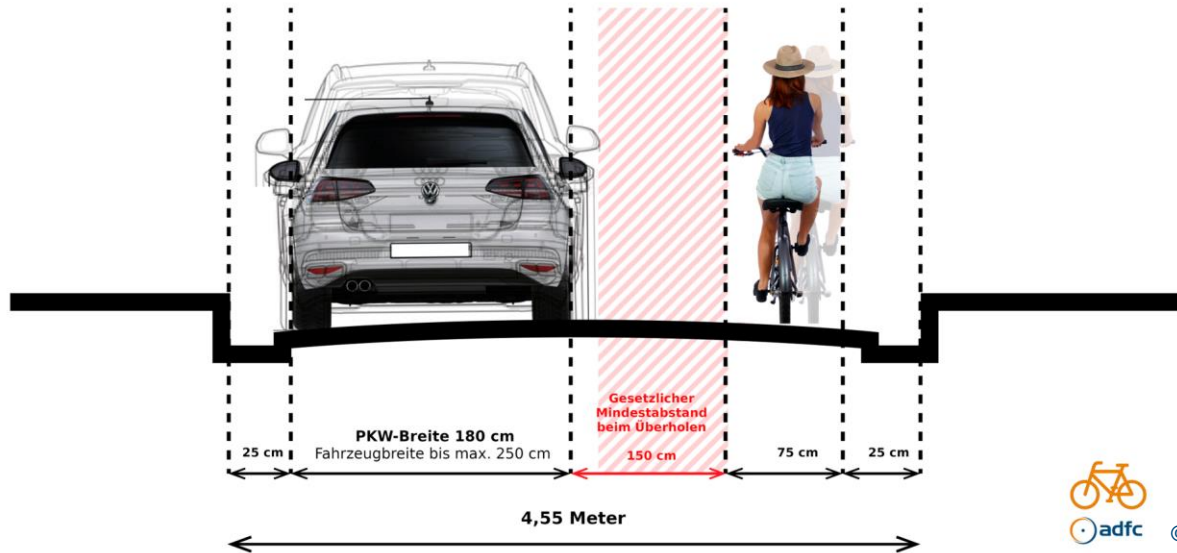 Gesetzlicher
Mindestabstand
beim Überholen
PKW-Breite 180 cm
Fahrzeugbreite bis max. 250 cm
25 cm
150 cm
75 cm
25 cm
4,55 Meter
adfc
©